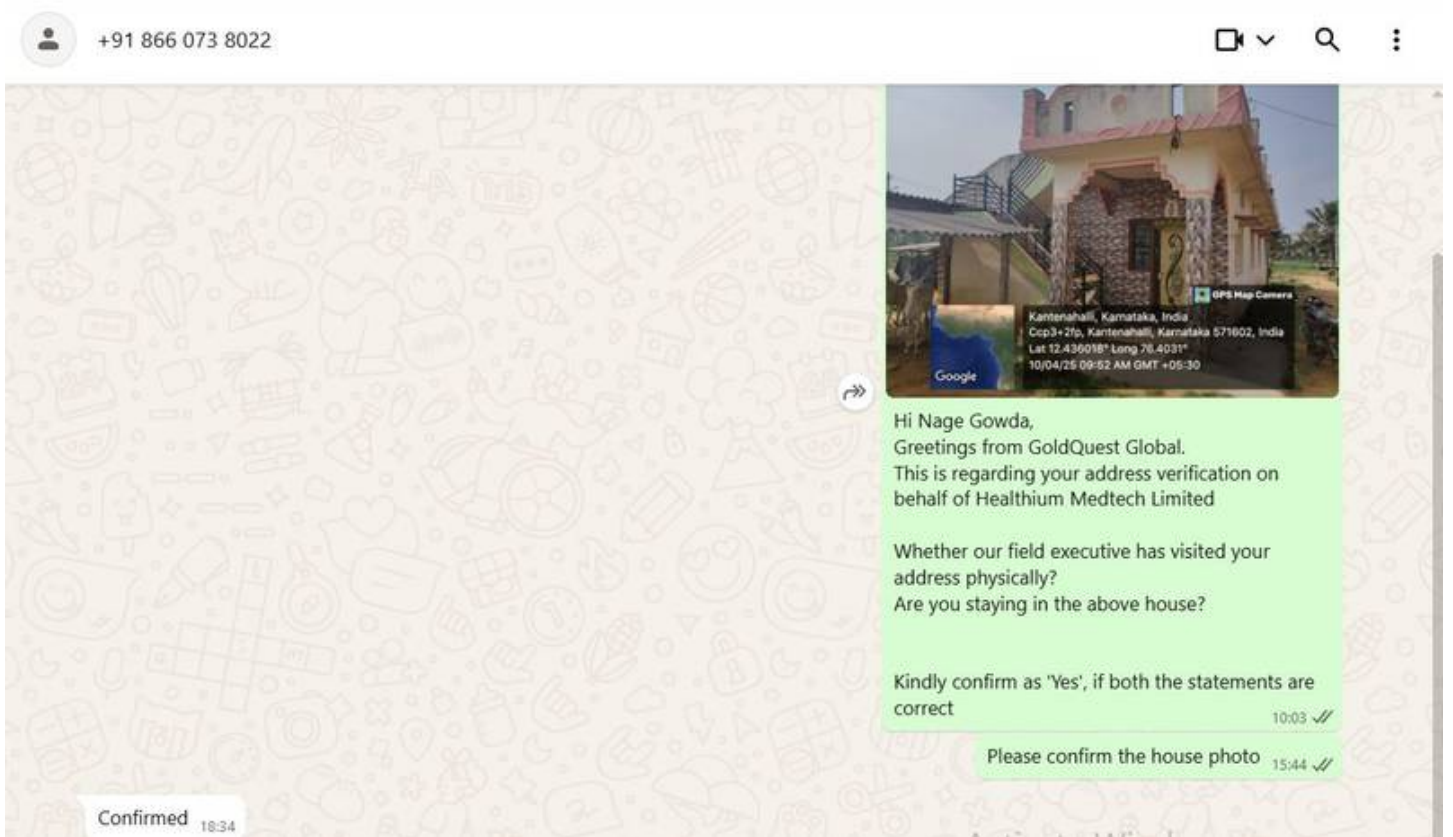 +91 866 073 8022
GPS Map Camera
Kantenahalli, Karnataka, India
Ccp3+2fp, Kantenahalli, Karnataka 571602, India
Lat 12.436018° Long 76.4031°
10/04/25 09:52 AM GMT +05:30
Google
Hi Nage Gowda,
Greetings from GoldQuest Global.
This is regarding your address verification on
behalf of Healthium Medtech Limited
Whether our field executive has visited your
address physically?
Are you staying in the above house?
Kindly confirm as 'Yes', if both the statements are
correct
10:03
Please confirm the house photo 15:44
Confirmed 18:34